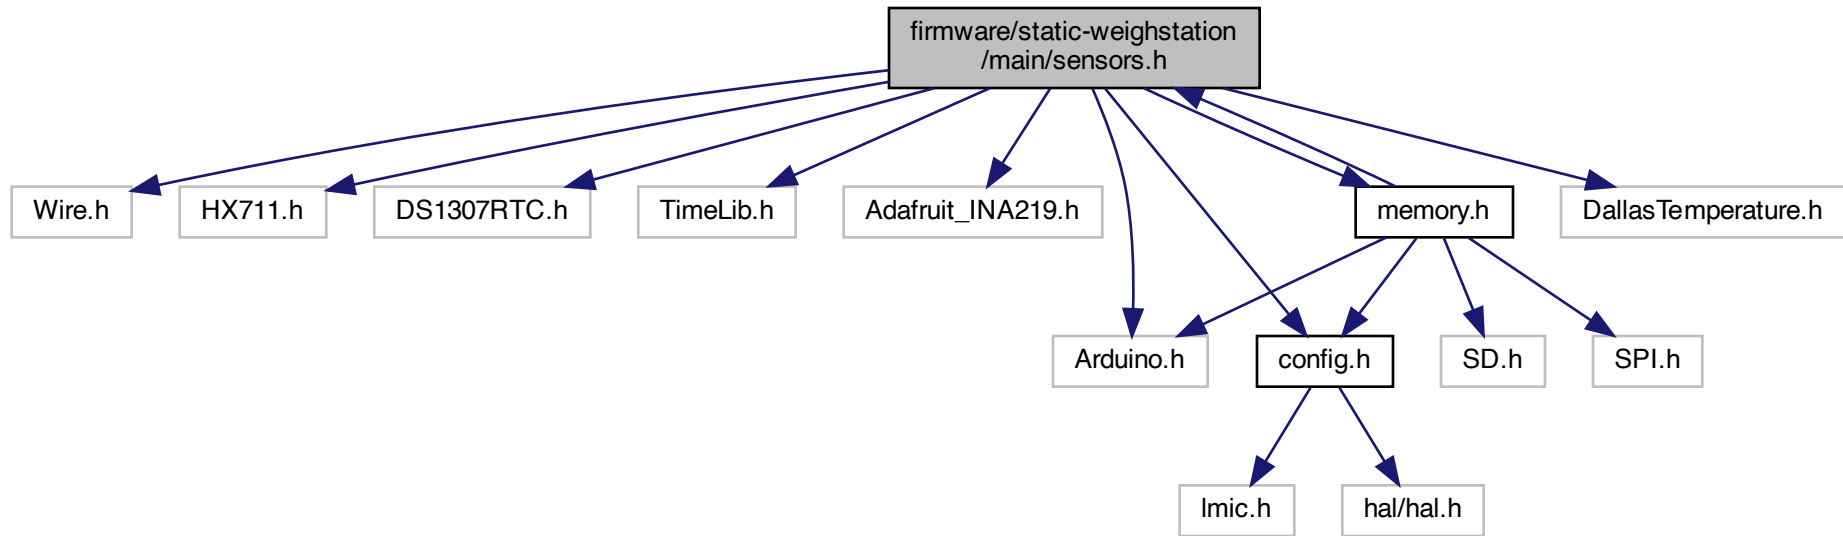 firmware/static-weighstation
/main/sensors.h
Wire.h
HX711.h
DS1307RTC.h
TimeLib.h
Adafruit_INA219.h
memory.h
DallasTemperature.h
Arduino.h
config.h
SD.h
SPI.h
lmic.h
hal/hal.h